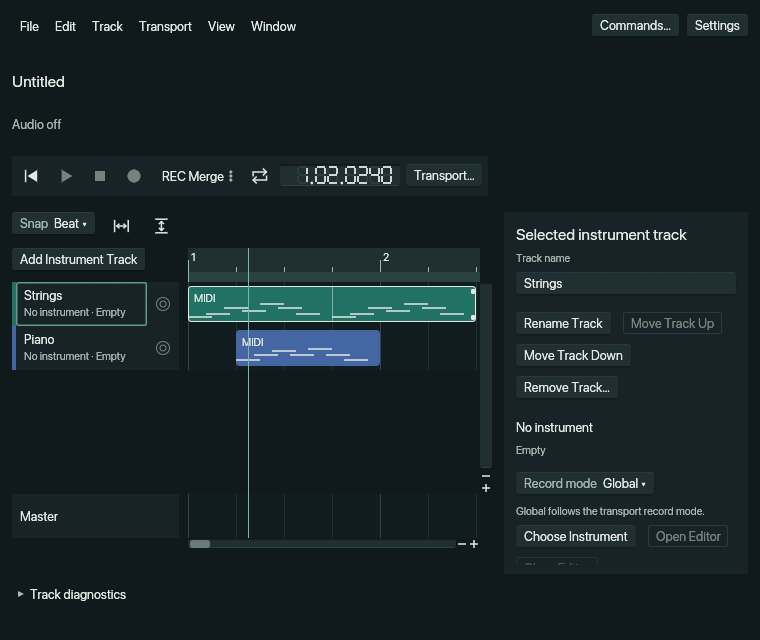 File Edit Track Transport View Window Commands... Settings
Untitled
Audio off
REC Merge 1.02.0240 Transport...
Snap Beat
Add Instrument Track
1 2
Strings
No instrument · Empty
MIDI
Piano
No instrument · Empty
MIDI
Master
Selected instrument track
Track name
Strings
Rename Track Move Track Up
Move Track Down
Remove Track...
No instrument
Empty
Record mode Global
Global follows the transport record mode.
Choose Instrument Open Editor
Track diagnostics